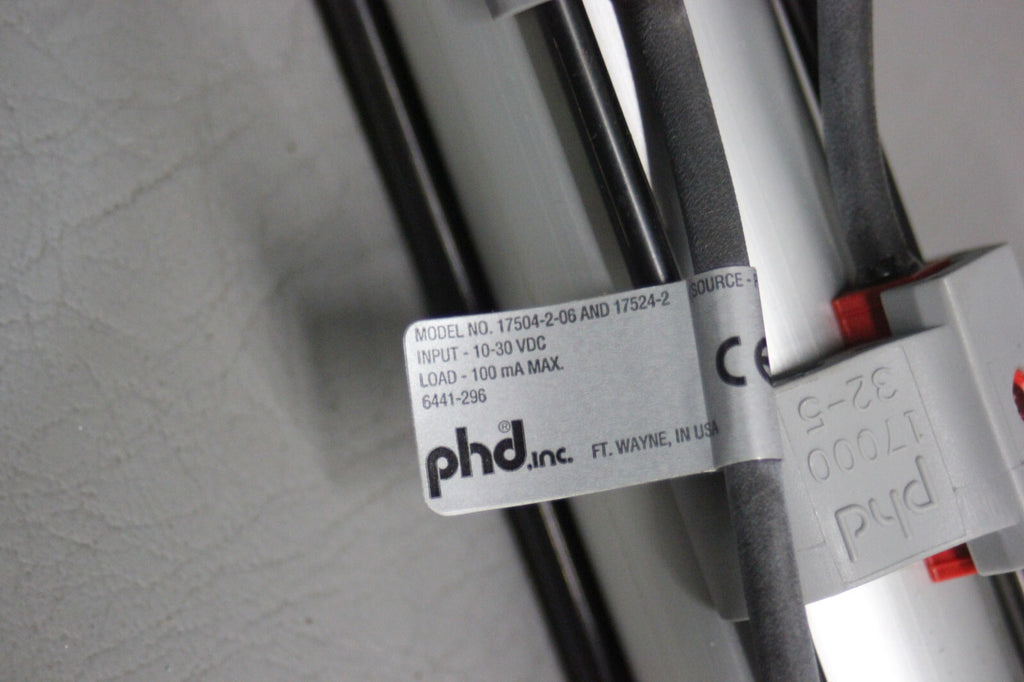 MODEL NO. 17504-2-06 AND 17524-2
INPUT - 10-30 VDC
LOAD - 100 mA MAX.
6441-296
phd®,inc. FT. WAYNE, IN USA
(SOURCE -
CE
phd
17000
32-5